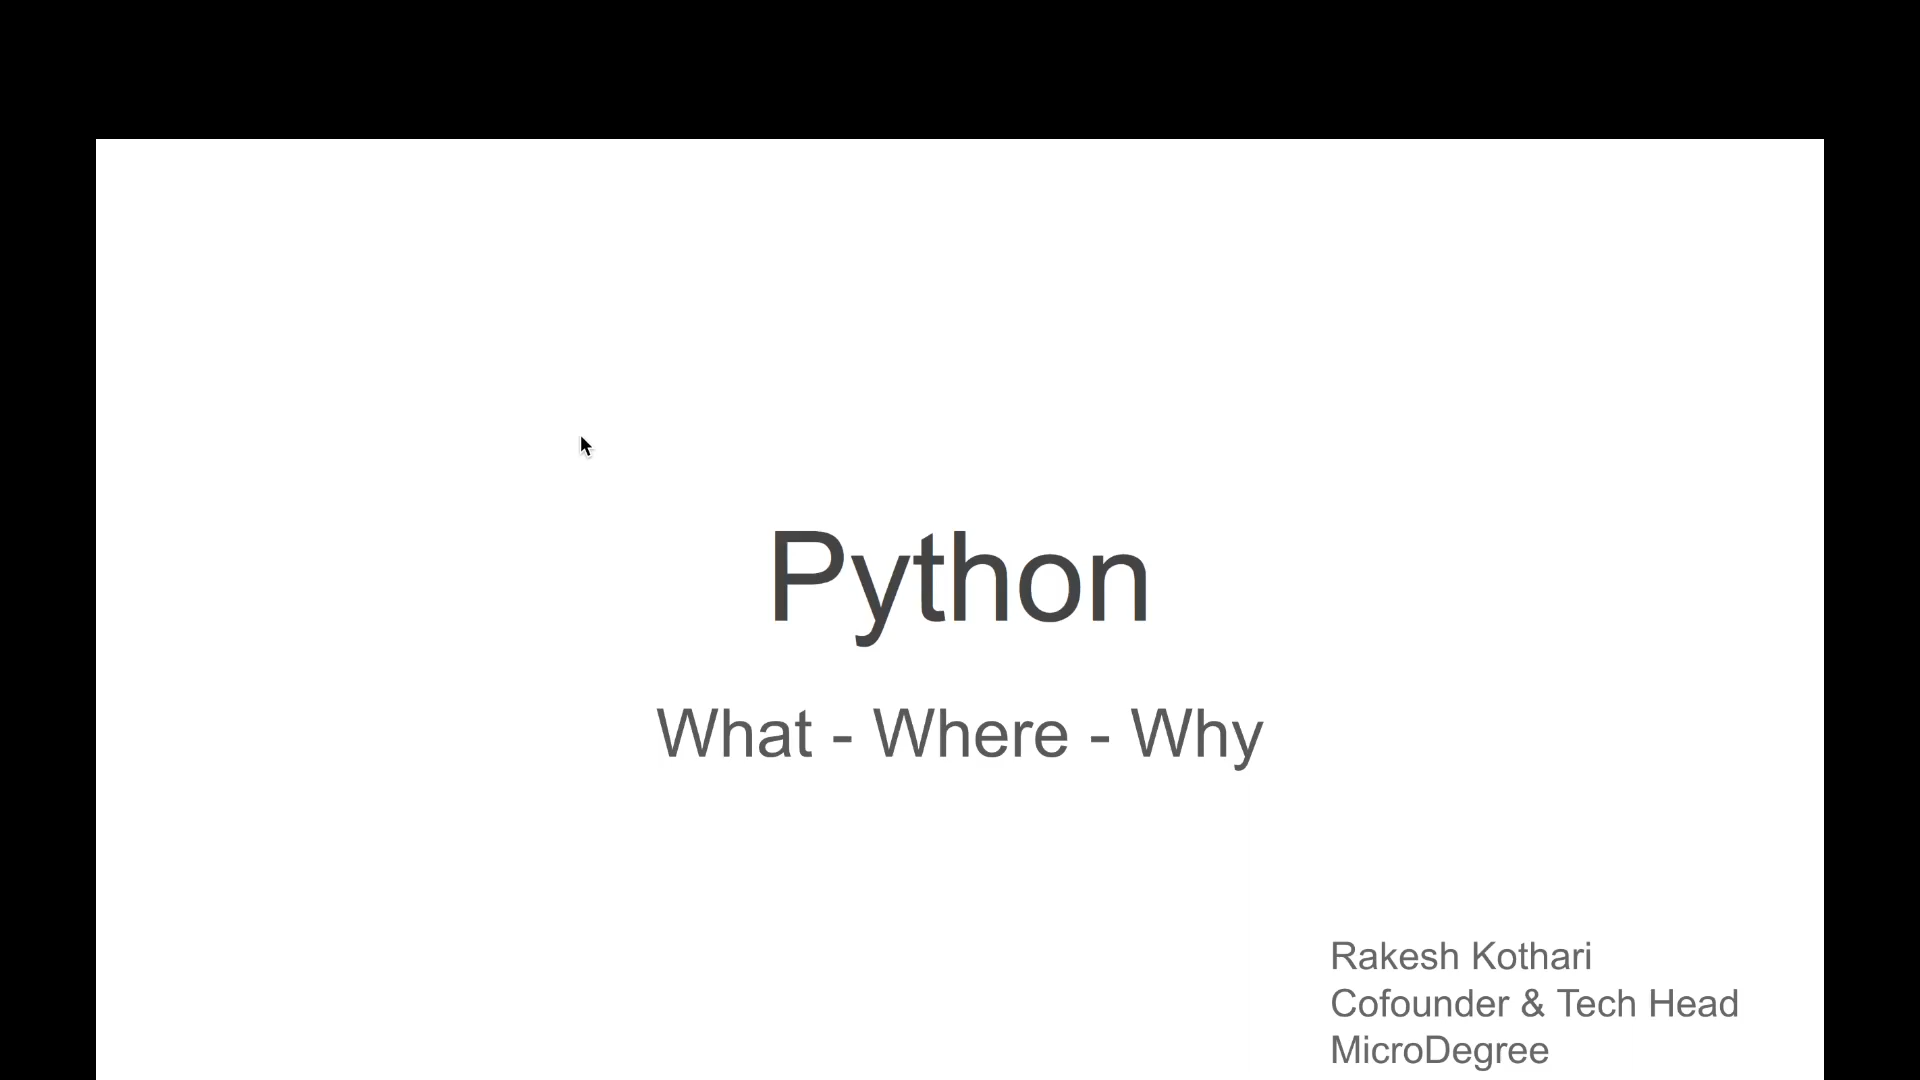 Python
What - Where - Why
Rakesh Kothari
Cofounder & Tech Head
MicroDegree